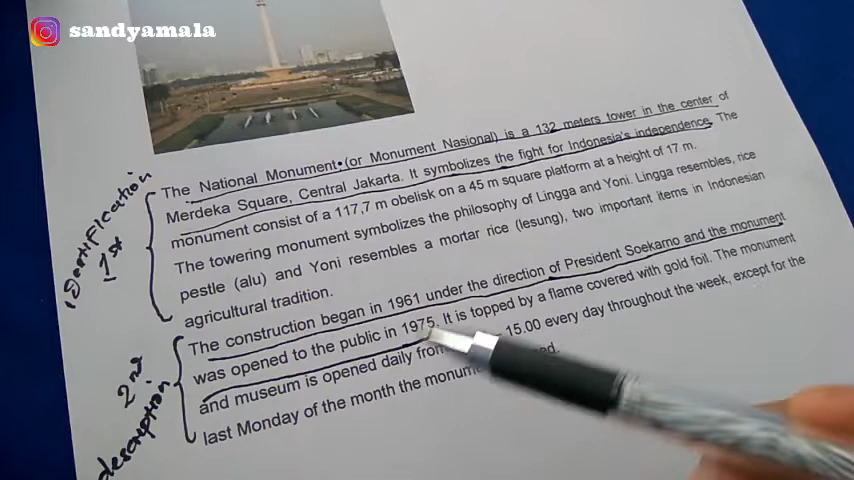 sandyamala
The National Monument (or Monument Nasional) is a 132 meters tower in the center of
Merdeka Square, Central Jakarta. It symbolizes the fight for Indonesia's independence. The
monument consist of a 117,7 m obelisk on a 45 m square platform at a height of 17 m.
The towering monument symbolizes the philosophy of Lingga and Yoni. Lingga resembles, rice
pestle (alu) and Yoni resembles a mortar rice (lesung), two important items in Indonesian
agricultural tradition.
identification
1st
The construction began in 1961 under the direction of President Soekarno and the monument
was opened to the public in 1975. It is topped by a flame covered with gold foil. The monument
and museum is opened daily from 15.00 every day throughout the week, except for the
last Monday of the month the
2nd
description